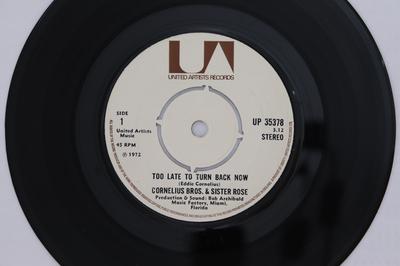 UA
UNITED ARTISTS RECORDS
SIDE
1
United Artists
Music
45 RPM
℗ 1972
UP 35378
3.12
STEREO
TOO LATE TO TURN BACK NOW
(Eddie Cornelius)
CORNELIUS BROS. & SISTER ROSE
Production & Sound: Bob Archibald
Music Factory, Miami,
Florida